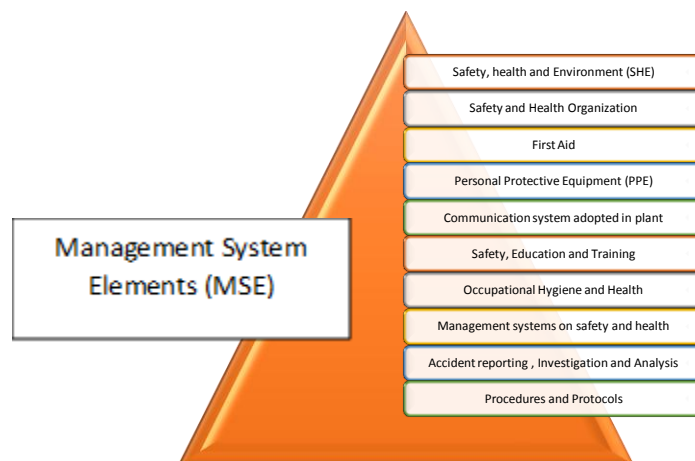 Management System
Elements (MSE)
Safety, health and Environment (SHE)
Safety and Health Organization
First Aid
Personal Protective Equipment (PPE)
Communication system adopted in plant
Safety, Education and Training
Occupational Hygiene and Health
Management systems on safety and health
Accident reporting , Investigation and Analysis
Procedures and Protocols